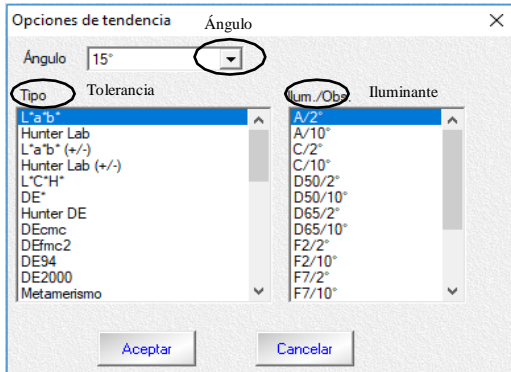 Opciones de tendencia
Ángulo
Ángulo 15°
Tipo Tolerancia
Ilum./Obs. Iluminante
L*a*b*
Hunter Lab
L*a*b* (+/-)
Hunter Lab (+/-)
L*C*H*
DE*
Hunter DE
DEcmc
DEfmc2
DE94
DE2000
Metamerismo
A/2°
A/10°
C/2°
C/10°
D50/2°
D50/10°
D65/2°
D65/10°
F2/2°
F2/10°
F7/2°
F7/10°
Aceptar
Cancelar